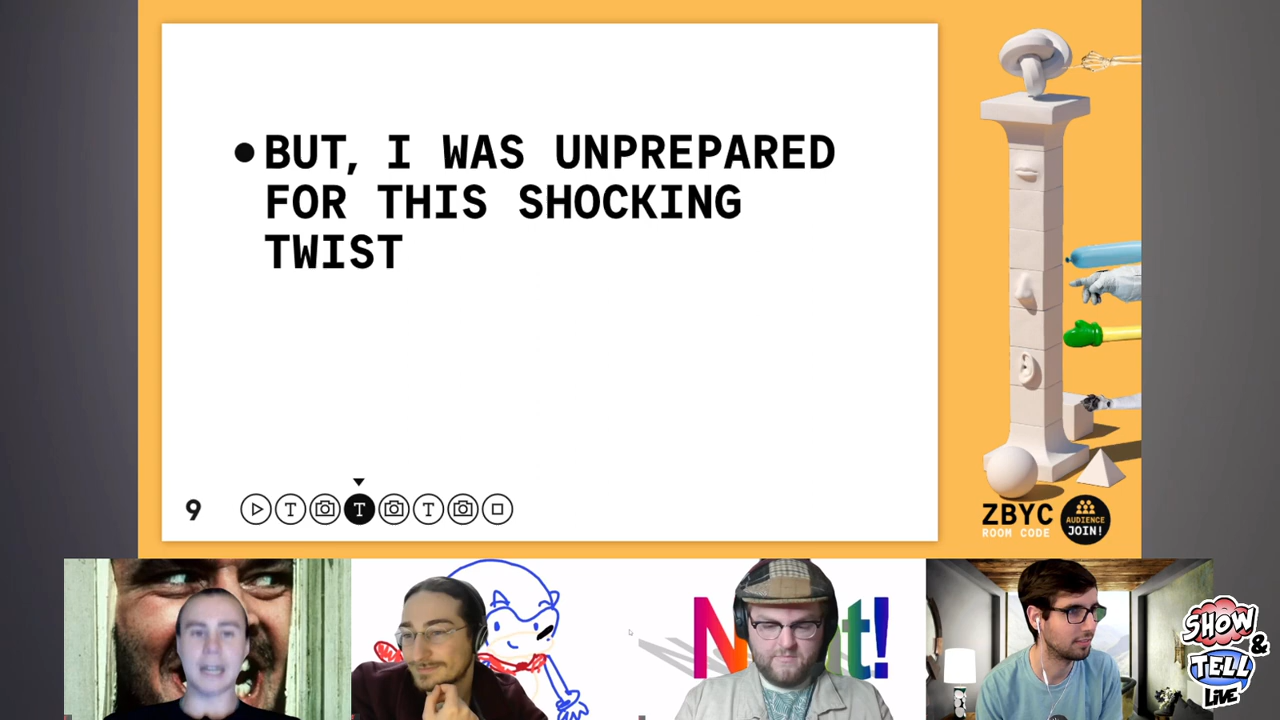 BUT, I WAS UNPREPARED
FOR THIS SHOCKING
TWIST
9
T
T
T
ZBYC
ROOM CODE
AUDIENCE
JOIN!
SHOW
&
TELL
LIVE